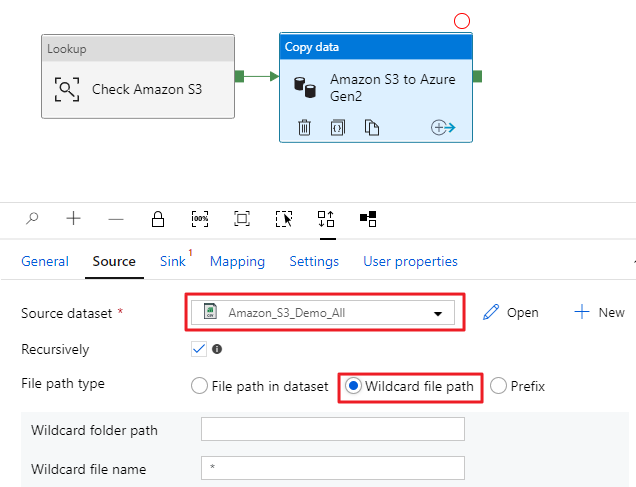 Lookup
Check Amazon S3
Copy data
Amazon S3 to Azure
Gen2
100%
General
Source
Sink 1
Mapping
Settings
User properties
Source dataset *
Amazon_S3_Demo_All
Open
New
Recursively
File path type
File path in dataset
Wildcard file path
Prefix
Wildcard folder path
Wildcard file name
*